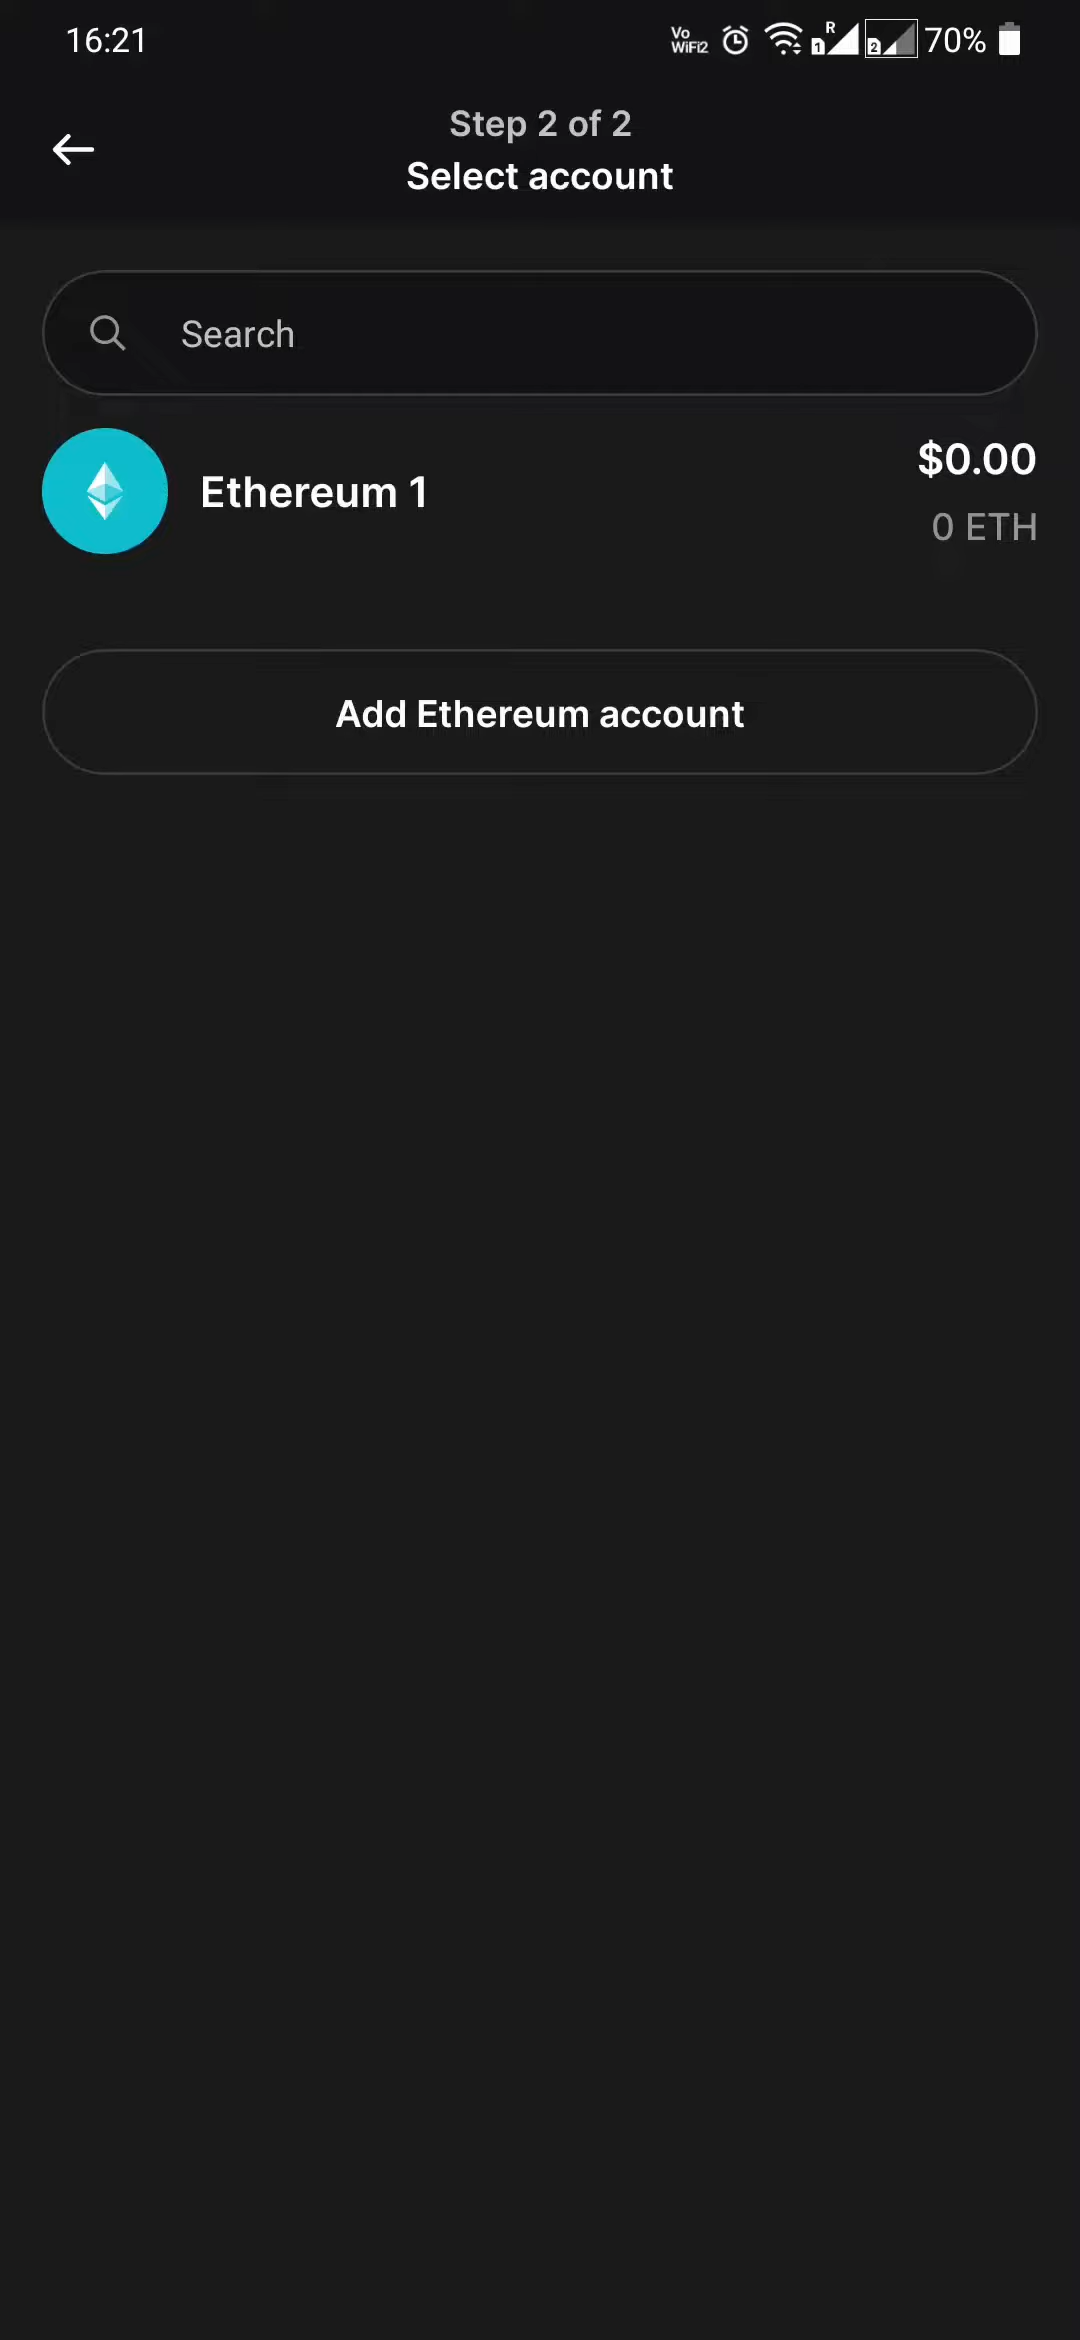 16:21
Vo WiFi2 1 R 2 70%
Step 2 of 2
Select account
Search
Ethereum 1
$0.00
0 ETH
Add Ethereum account